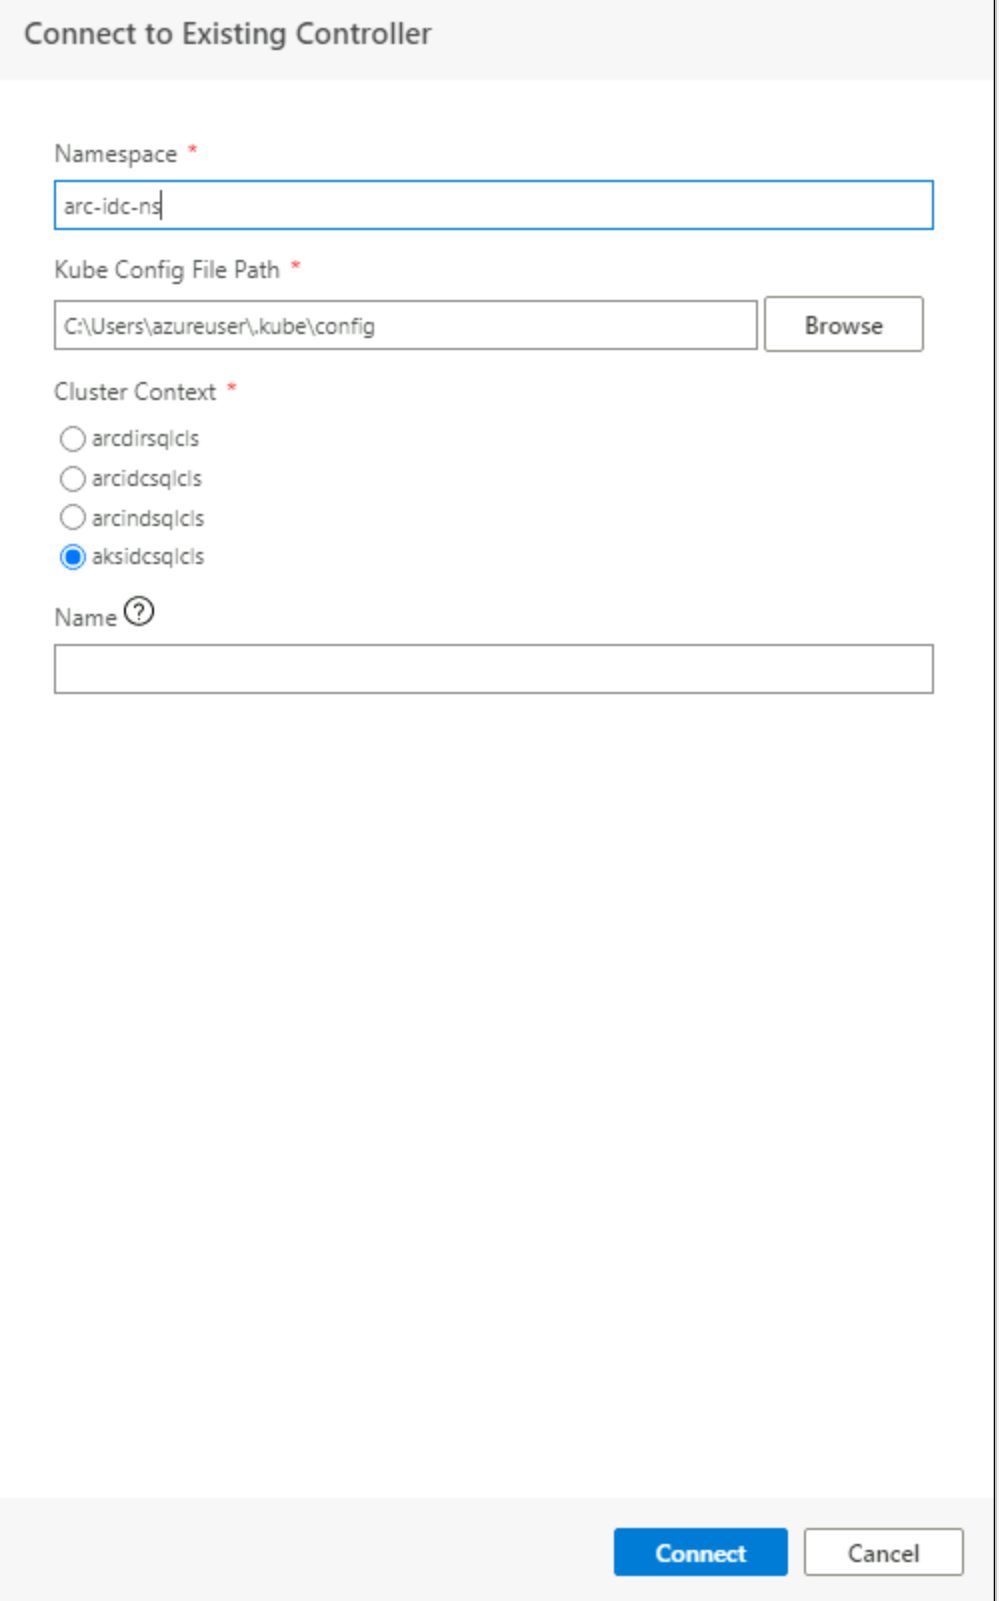 Connect to Existing Controller
Namespace *
arc-idc-ns
Kube Config File Path *
C:\Users\azureuser\.kube\config
Browse
Cluster Context *
arcdirsqlcls
arcidcsqlcls
arcindsqlcls
aksidcsqlcls
Name ?
Connect
Cancel